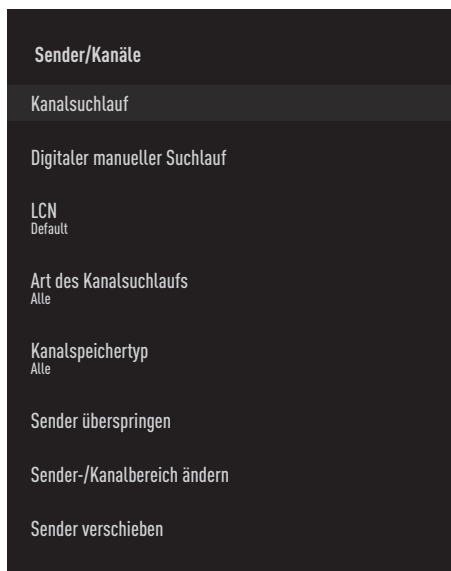 Sender/Kanäle
Kanalsuchlauf
Digitaler manueller Suchlauf
LCN
Default
Art des Kanalsuchlaufs
Alle
Kanalspeichertyp
Alle
Sender überspringen
Sender-/Kanalbereich ändern
Sender verschieben